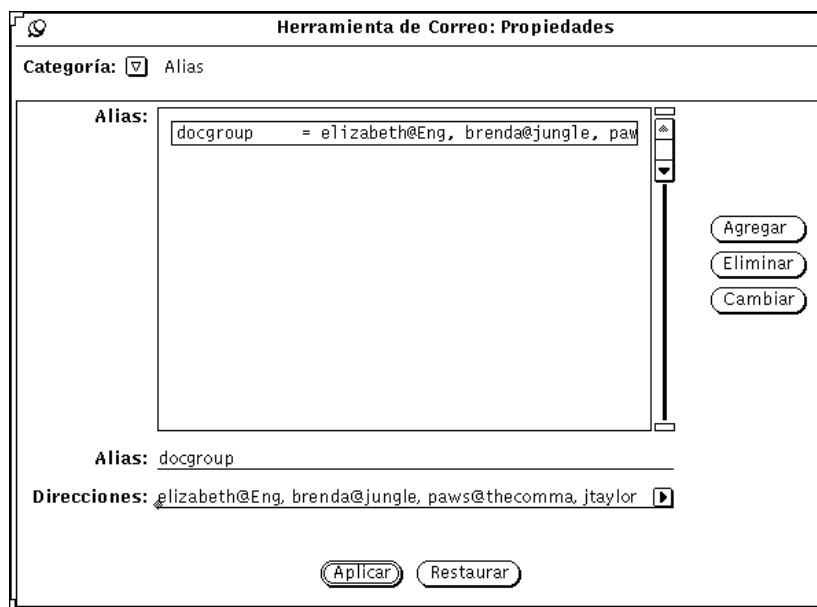 Herramienta de Correo: Propiedades
Categoría: Alias
Alias:
docgroup = elizabeth@Eng, brenda@jungle, paw
Agregar
Eliminar
Cambiar
Alias: docgroup
Direcciones: elizabeth@Eng, brenda@jungle, paws@thecomma, jtaylor
Aplicar Restaurar